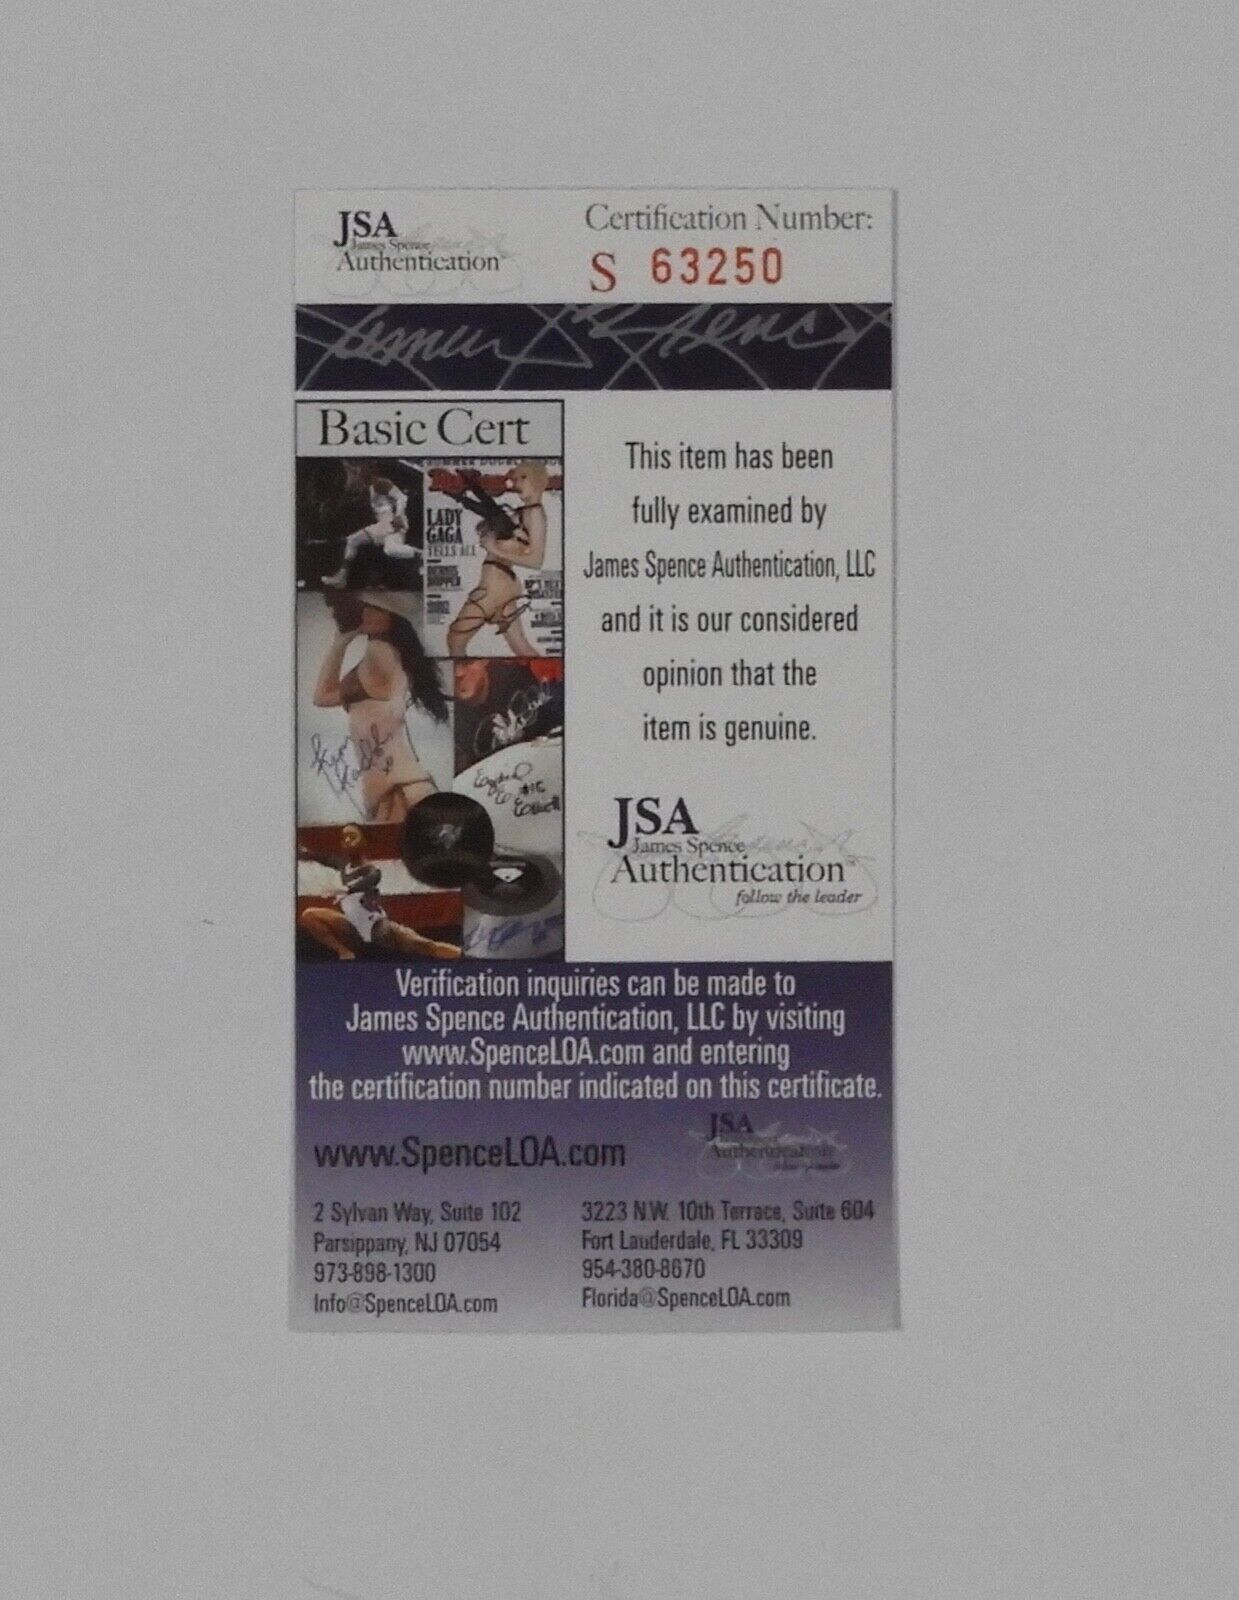 JSA
James Spence
Authentication
Certification Number:
S 63250
Basic Cert
LADY
GAGA
TELLS ALL
DENNIS
HOPPER
This item has been
fully examined by
James Spence Authentication, LLC
and it is our considered
opinion that the
item is genuine.
JSA
James Spence
Authentication™
follow the leader
Verification inquiries can be made to
James Spence Authentication, LLC by visiting
www.SpenceLOA.com and entering
the certification number indicated on this certificate.
www.SpenceLOA.com
JSA
Authentication
2 Sylvan Way, Suite 102
Parsippany, NJ 07054
973-898-1300
Info@SpenceLOA.com
3223 N.W. 10th Terrace, Suite 604
Fort Lauderdale, FL 33309
954-380-8670
Florida@SpenceLOA.com